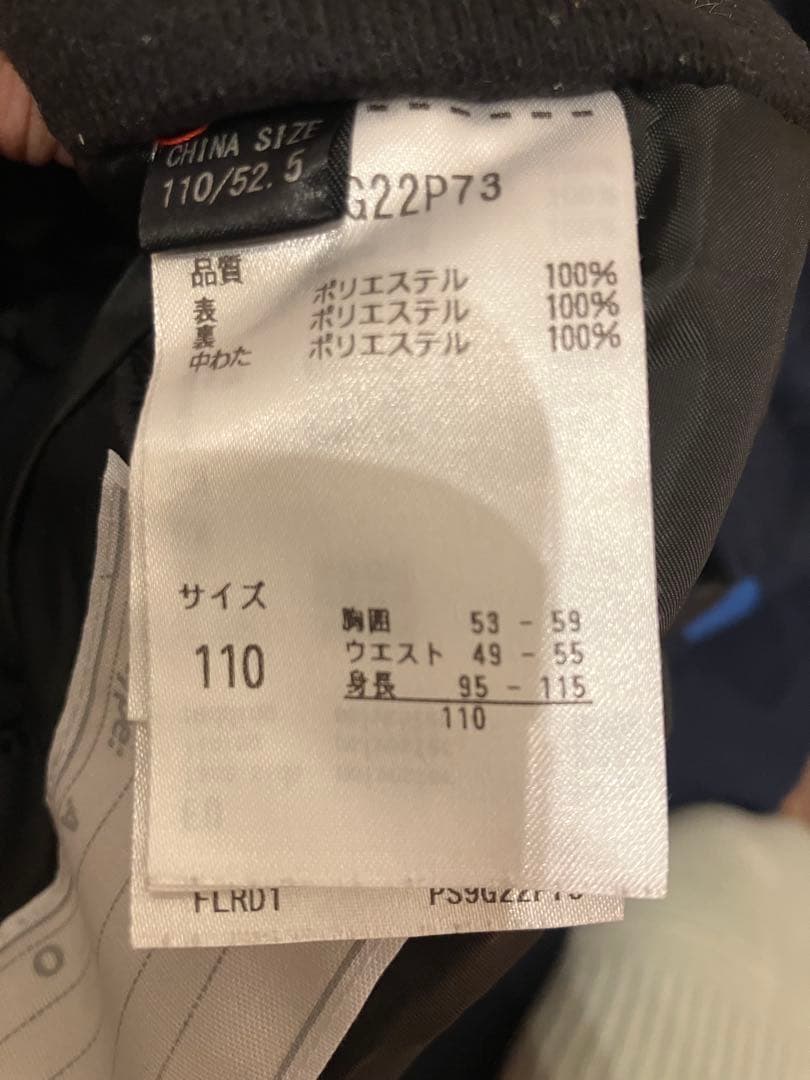 CHINA SIZE
110/52.5
G22P73
品質
表 ポリエステル 100%
裏 ポリエステル 100%
中わた ポリエステル 100%
サイズ
110
胸囲 53 - 59
ウエスト 49 - 55
身長 95 - 115
110
FLRD1 PS9G22P73